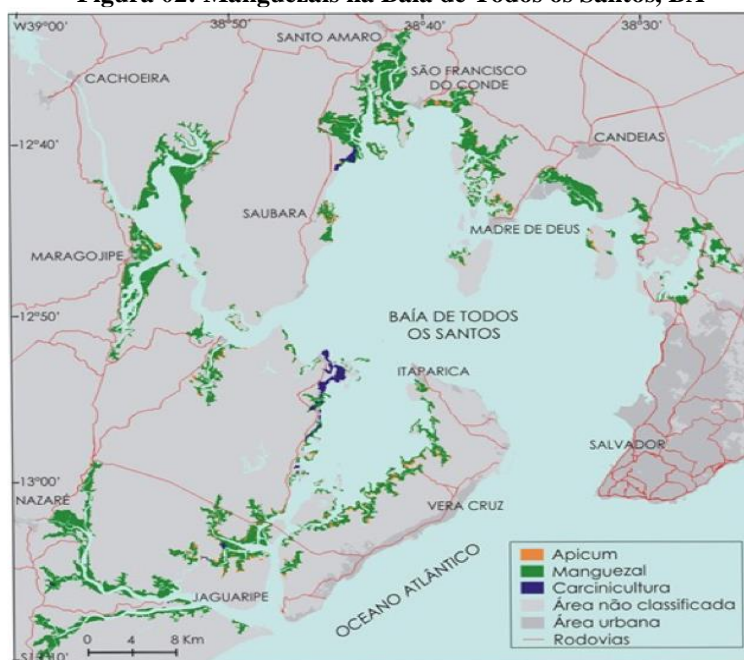 Figura 02: Manguezais na Baía de Todos os Santos, BA
W39°00'
38°50'
38°40'
38°30'
SANTO AMARO
CACHOEIRA
SÃO FRANCISCO
DO CONDE
CANDEIAS
12°40'
SAUBARA
MADRE DE DEUS
MARAGOJIPE
12°50'
BAÍA DE TODOS
OS SANTOS
ITAPARICA
SALVADOR
13°00'
NAZARÉ
VERA CRUZ
OCEANO ATLÂNTICO
JAGUARIPE
0 4 8 Km
Apicum
Manguezal
Carcinicultura
Área não classificada
Área urbana
Rodovias